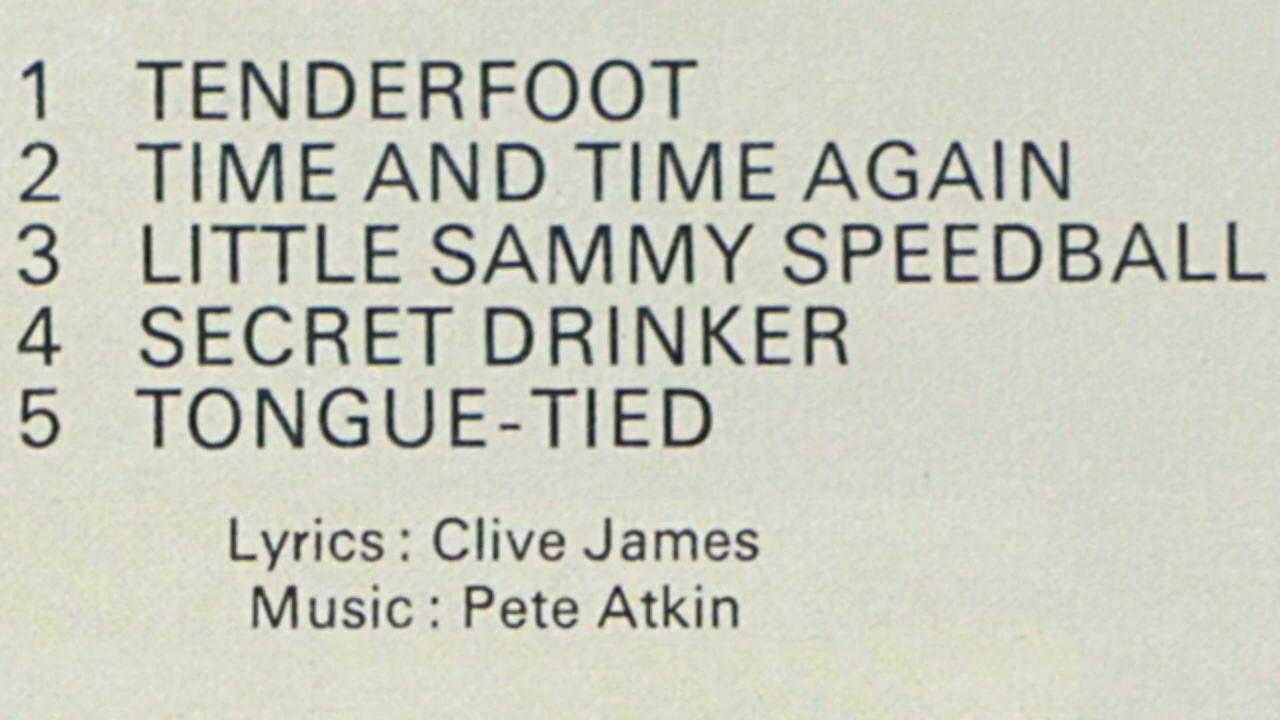 1 TENDERFOOT
2 TIME AND TIME AGAIN
3 LITTLE SAMMY SPEEDBALL
4 SECRET DRINKER
5 TONGUE-TIED
Lyrics : Clive James
Music : Pete Atkin